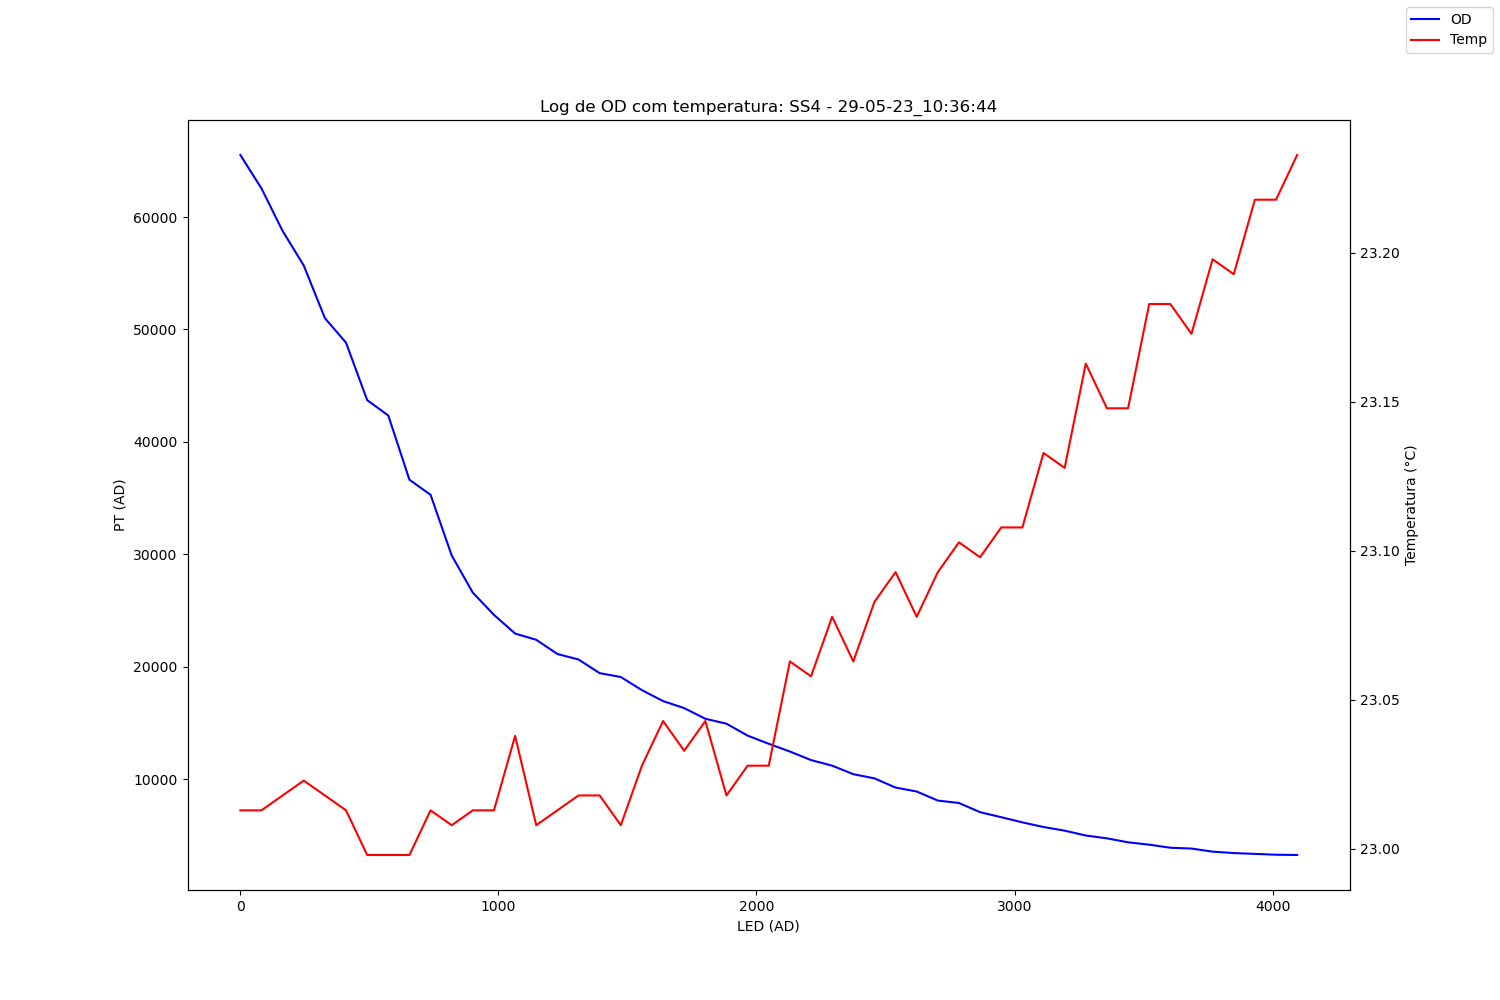 OD
Temp
Log de OD com temperatura: SS4 - 29-05-23_10:36:44
60000
50000
40000
30000
20000
10000
PT (AD)
23.20
23.15
23.10
23.05
23.00
Temperatura (°C)
0 1000 2000 3000 4000
LED (AD)